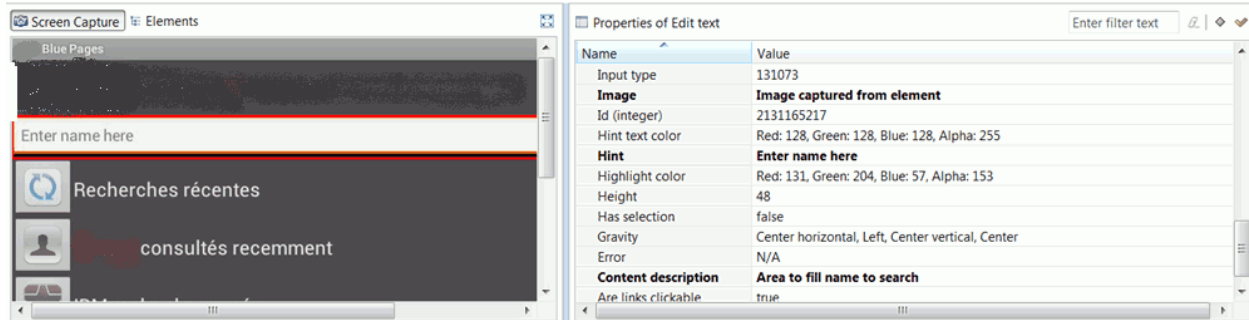 Screen Capture
Elements
Blue Pages
Enter name here
Recherches récentes
consultés recemment
Properties of Edit text
Enter filter text
Name Value
Input type 131073
Image Image captured from element
Id (integer) 2131165217
Hint text color Red: 128, Green: 128, Blue: 128, Alpha: 255
Hint Enter name here
Highlight color Red: 131, Green: 204, Blue: 57, Alpha: 153
Height 48
Has selection false
Gravity Center horizontal, Left, Center vertical, Center
Error N/A
Content description Area to fill name to search
Are links clickable true